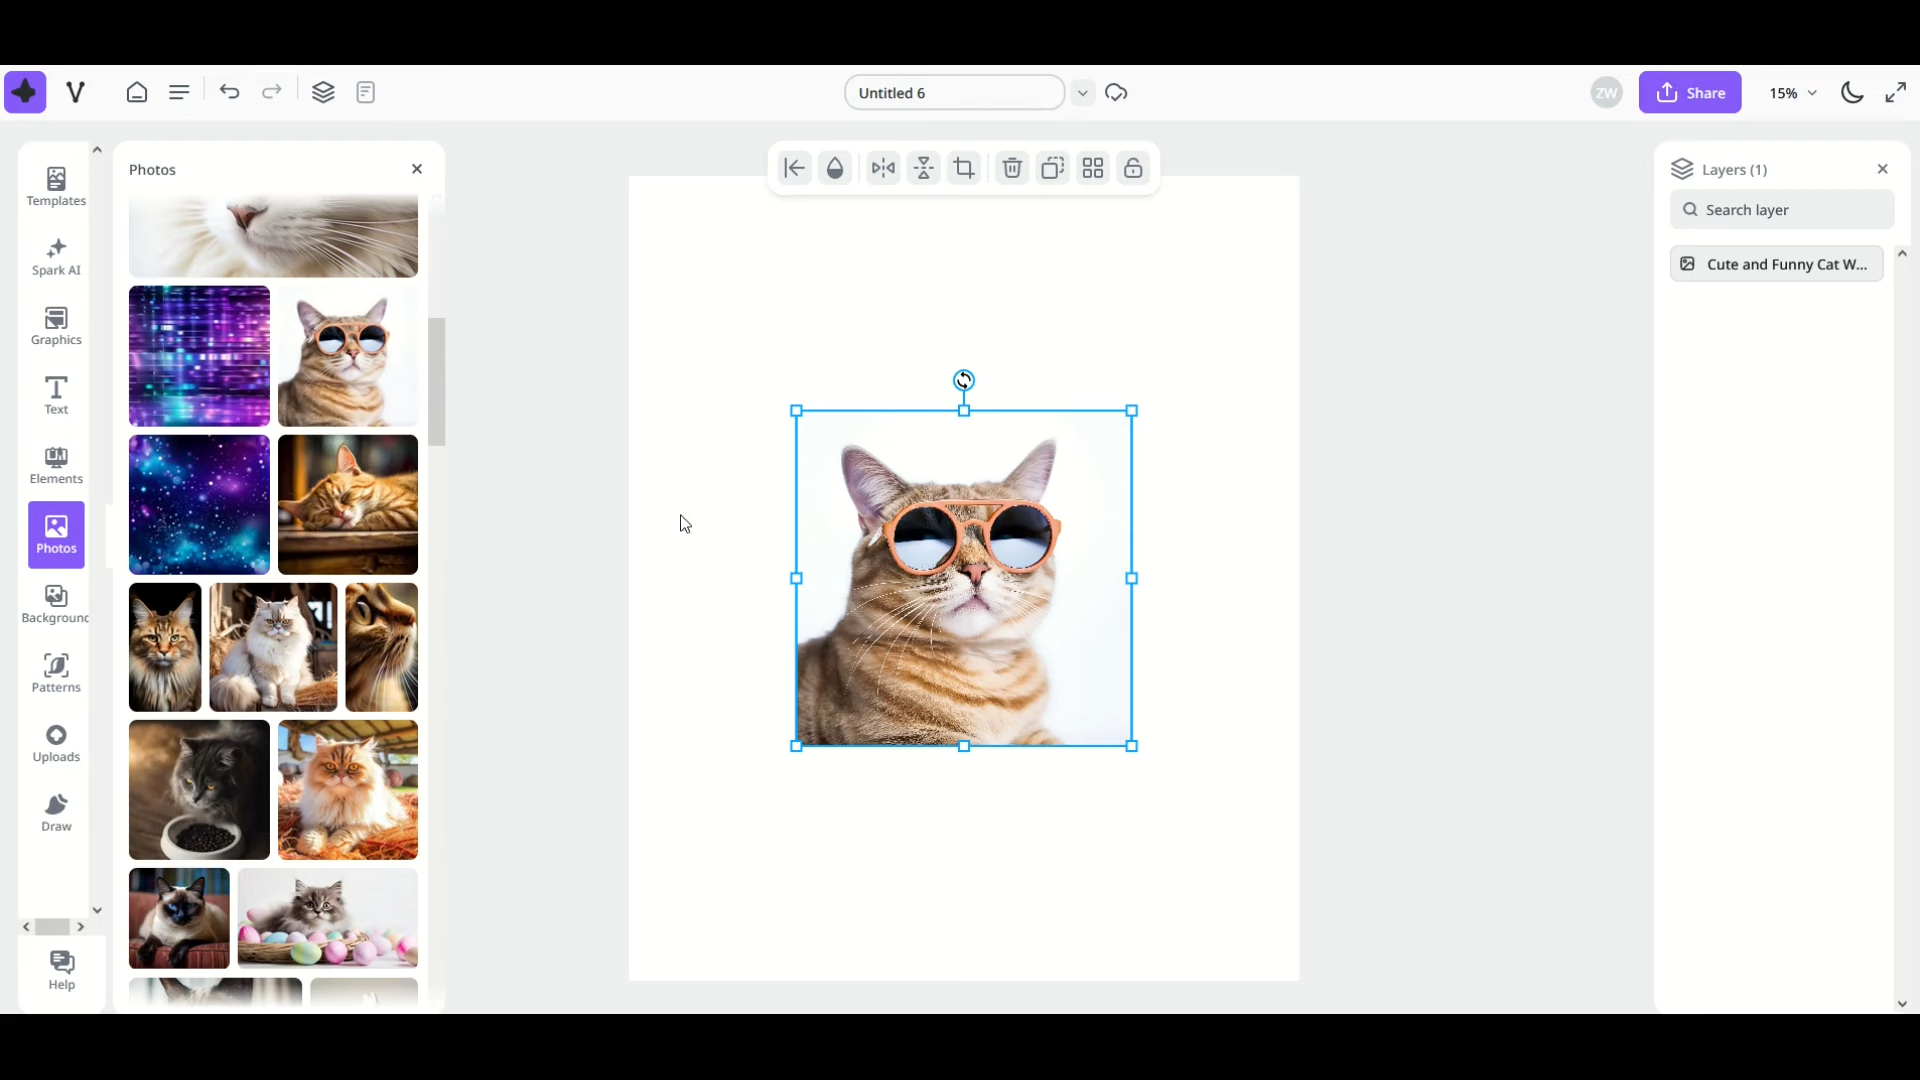 Untitled 6
ZW
Share
15%
Templates
Spark AI
Graphics
Text
Elements
Photos
Background
Patterns
Uploads
Draw
Help
Photos
Layers (1)
Search layer
Cute and Funny Cat W...